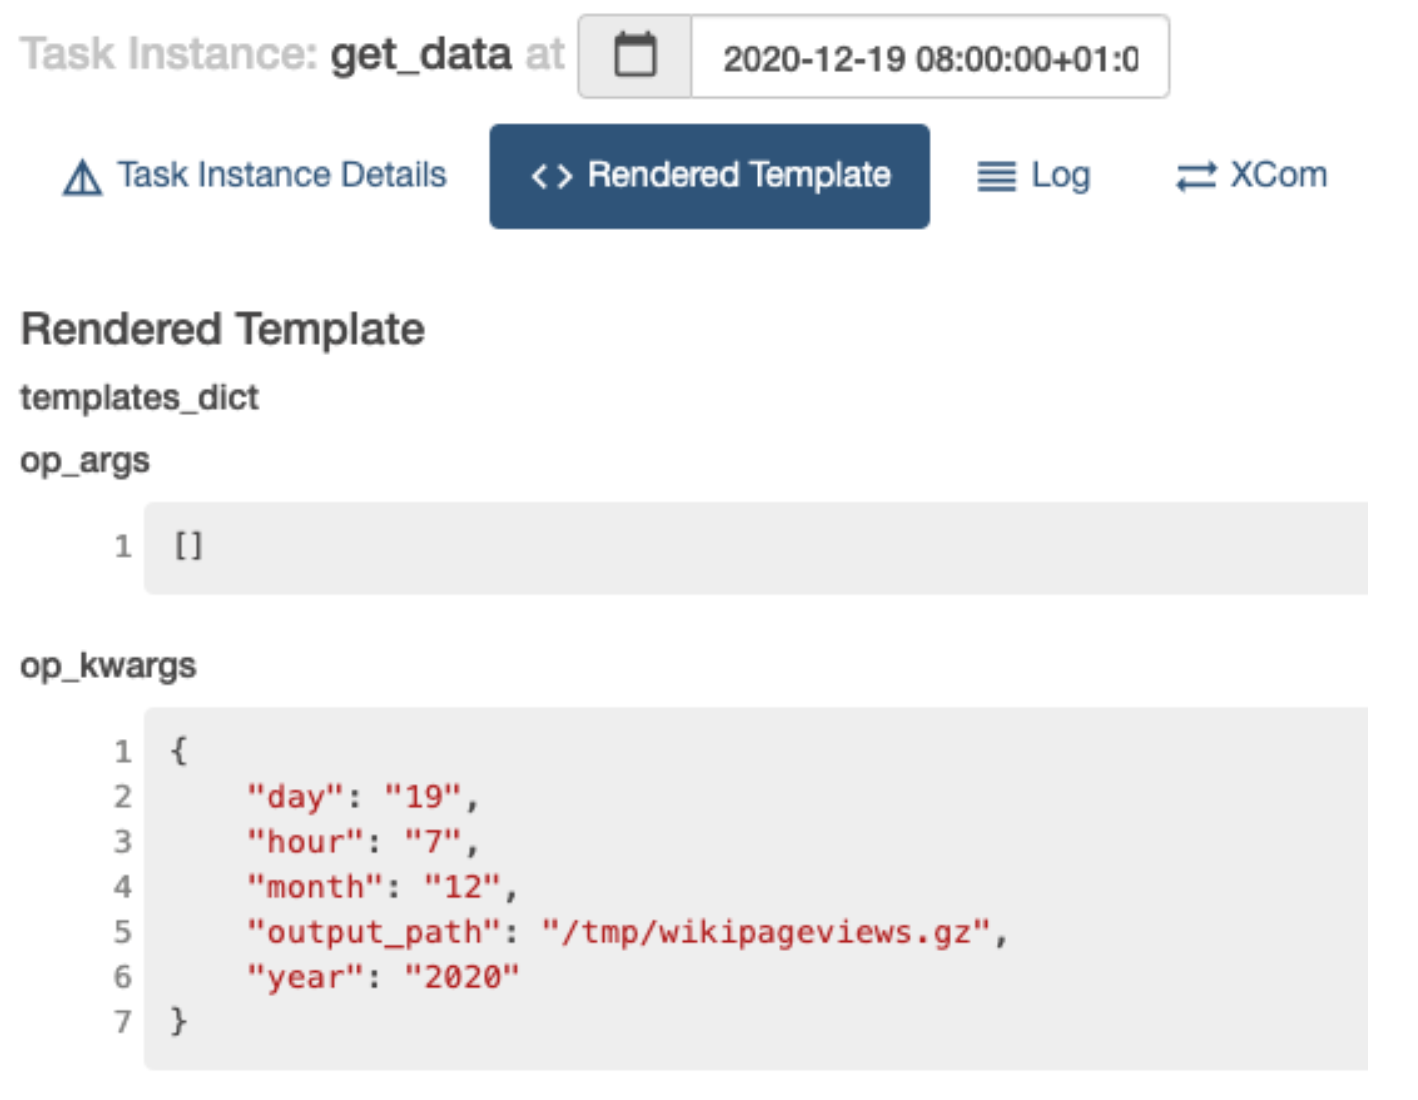 Task Instance: get_data at 2020-12-19 08:00:00+01:0
Task Instance Details <> Rendered Template Log XCom
Rendered Template
templates_dict
op_args
1 []
op_kwargs
1 {
2 "day": "19",
3 "hour": "7",
4 "month": "12",
5 "output_path": "/tmp/wikipageviews.gz",
6 "year": "2020"
7 }